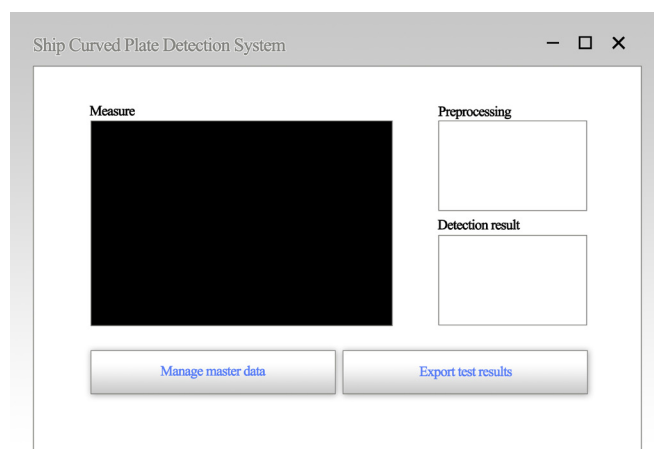 Ship Curved Plate Detection System
Measure
Preprocessing
Detection result
Manage master data
Export test results